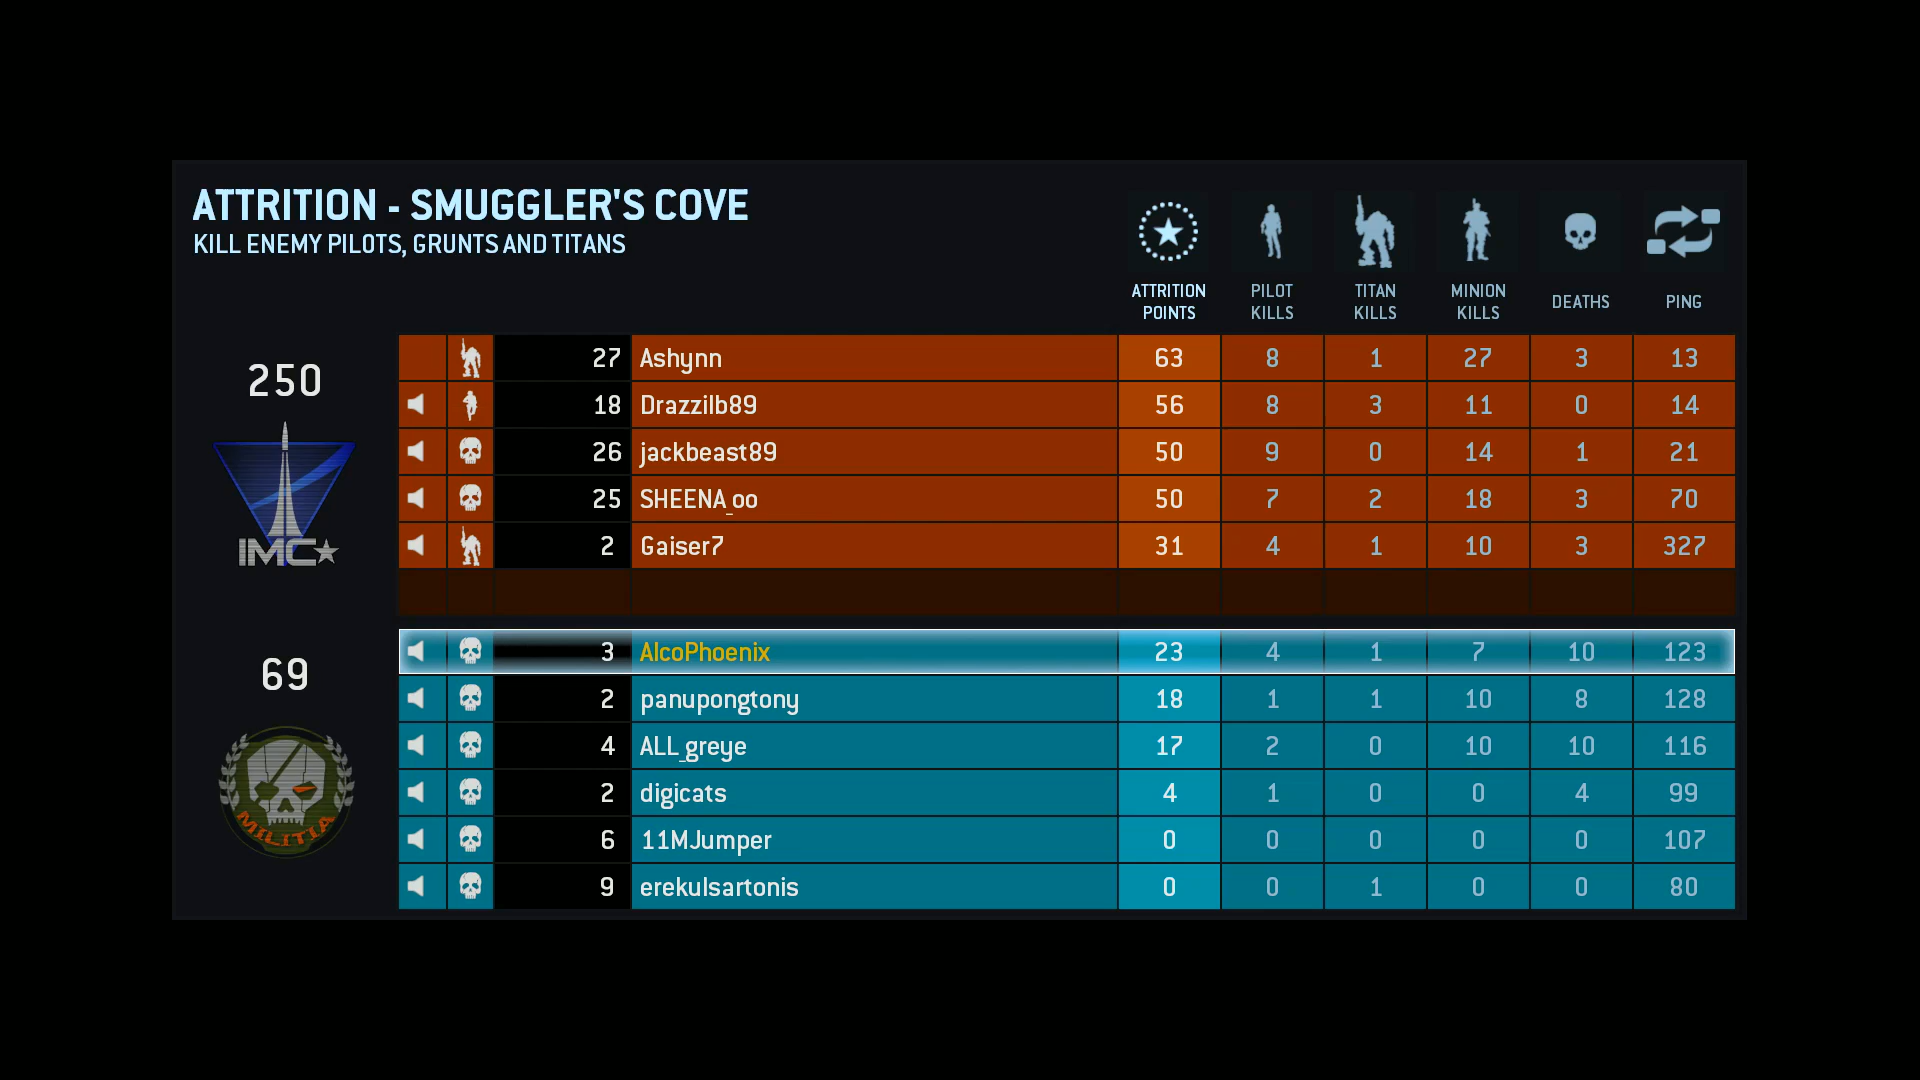 ATTRITION - SMUGGLER'S COVE
KILL ENEMY PILOTS, GRUNTS AND TITANS
ATTRITION POINTS PILOT KILLS TITAN KILLS MINION KILLS DEATHS PING
250
IMC
27 Ashynn 63 8 1 27 3 13
18 Drazzilb89 56 8 3 11 0 14
26 jackbeast89 50 9 0 14 1 21
25 SHEENA_oo 50 7 2 18 3 70
2 Gaiser7 31 4 1 10 3 327
69
MILITIA
3 AlcoPhoenix 23 4 1 7 10 123
2 panupongtony 18 1 1 10 8 128
4 ALL_greye 17 2 0 10 10 116
2 digicats 4 1 0 0 4 99
6 11MJumper 0 0 0 0 0 107
9 erekulsartonis 0 0 1 0 0 80